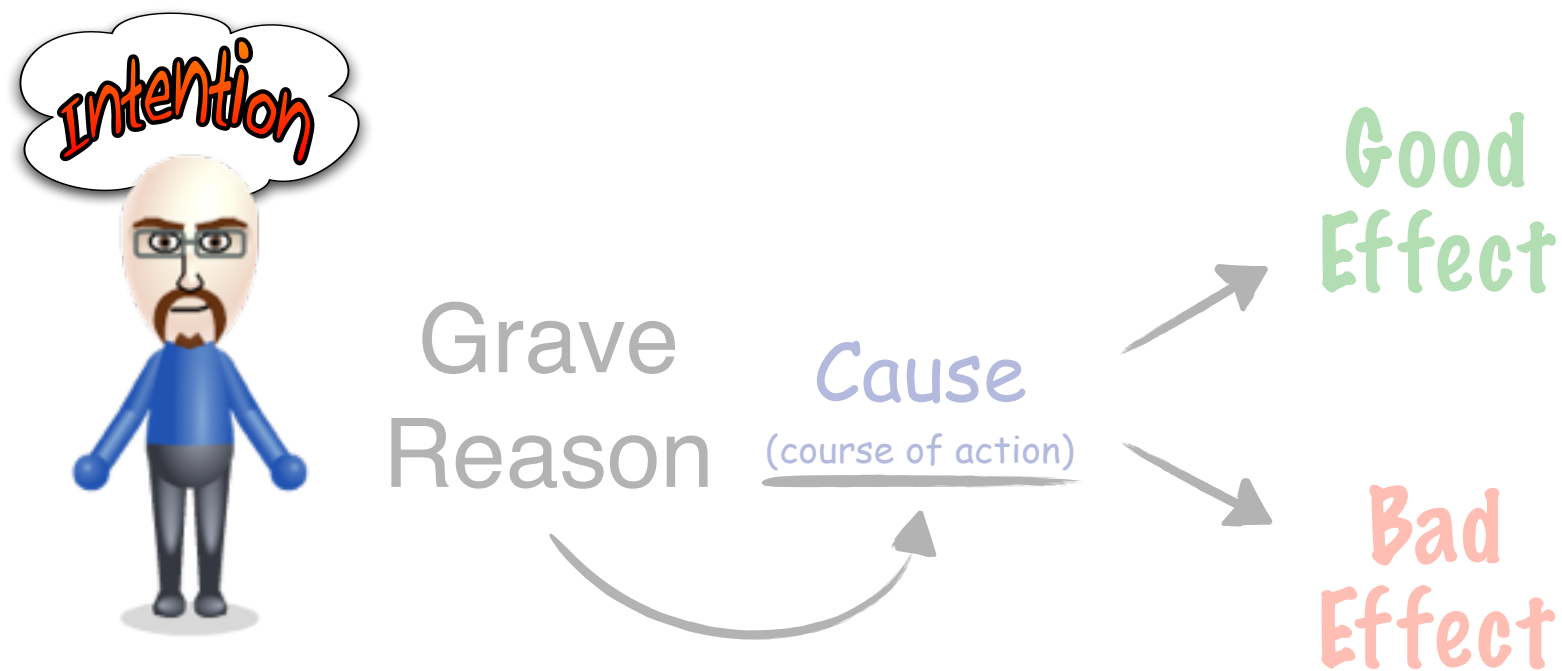 Intention
Grave
Reason
Cause
(course of action)
Good
Effect
Bad
Effect